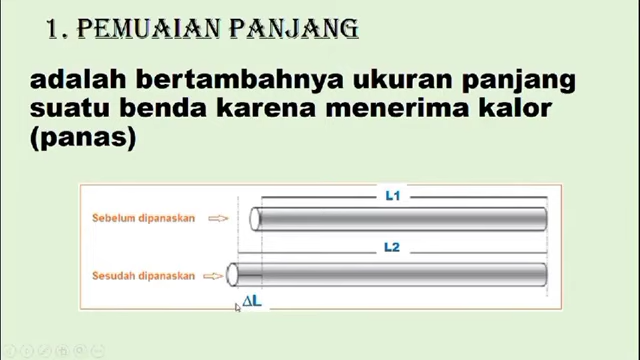 1. PEMUAIAN PANJANG
adalah bertambahnya ukuran panjang
suatu benda karena menerima kalor
(panas)
L1
Sebelum dipanaskan
L2
Sesudah dipanaskan
ΔL